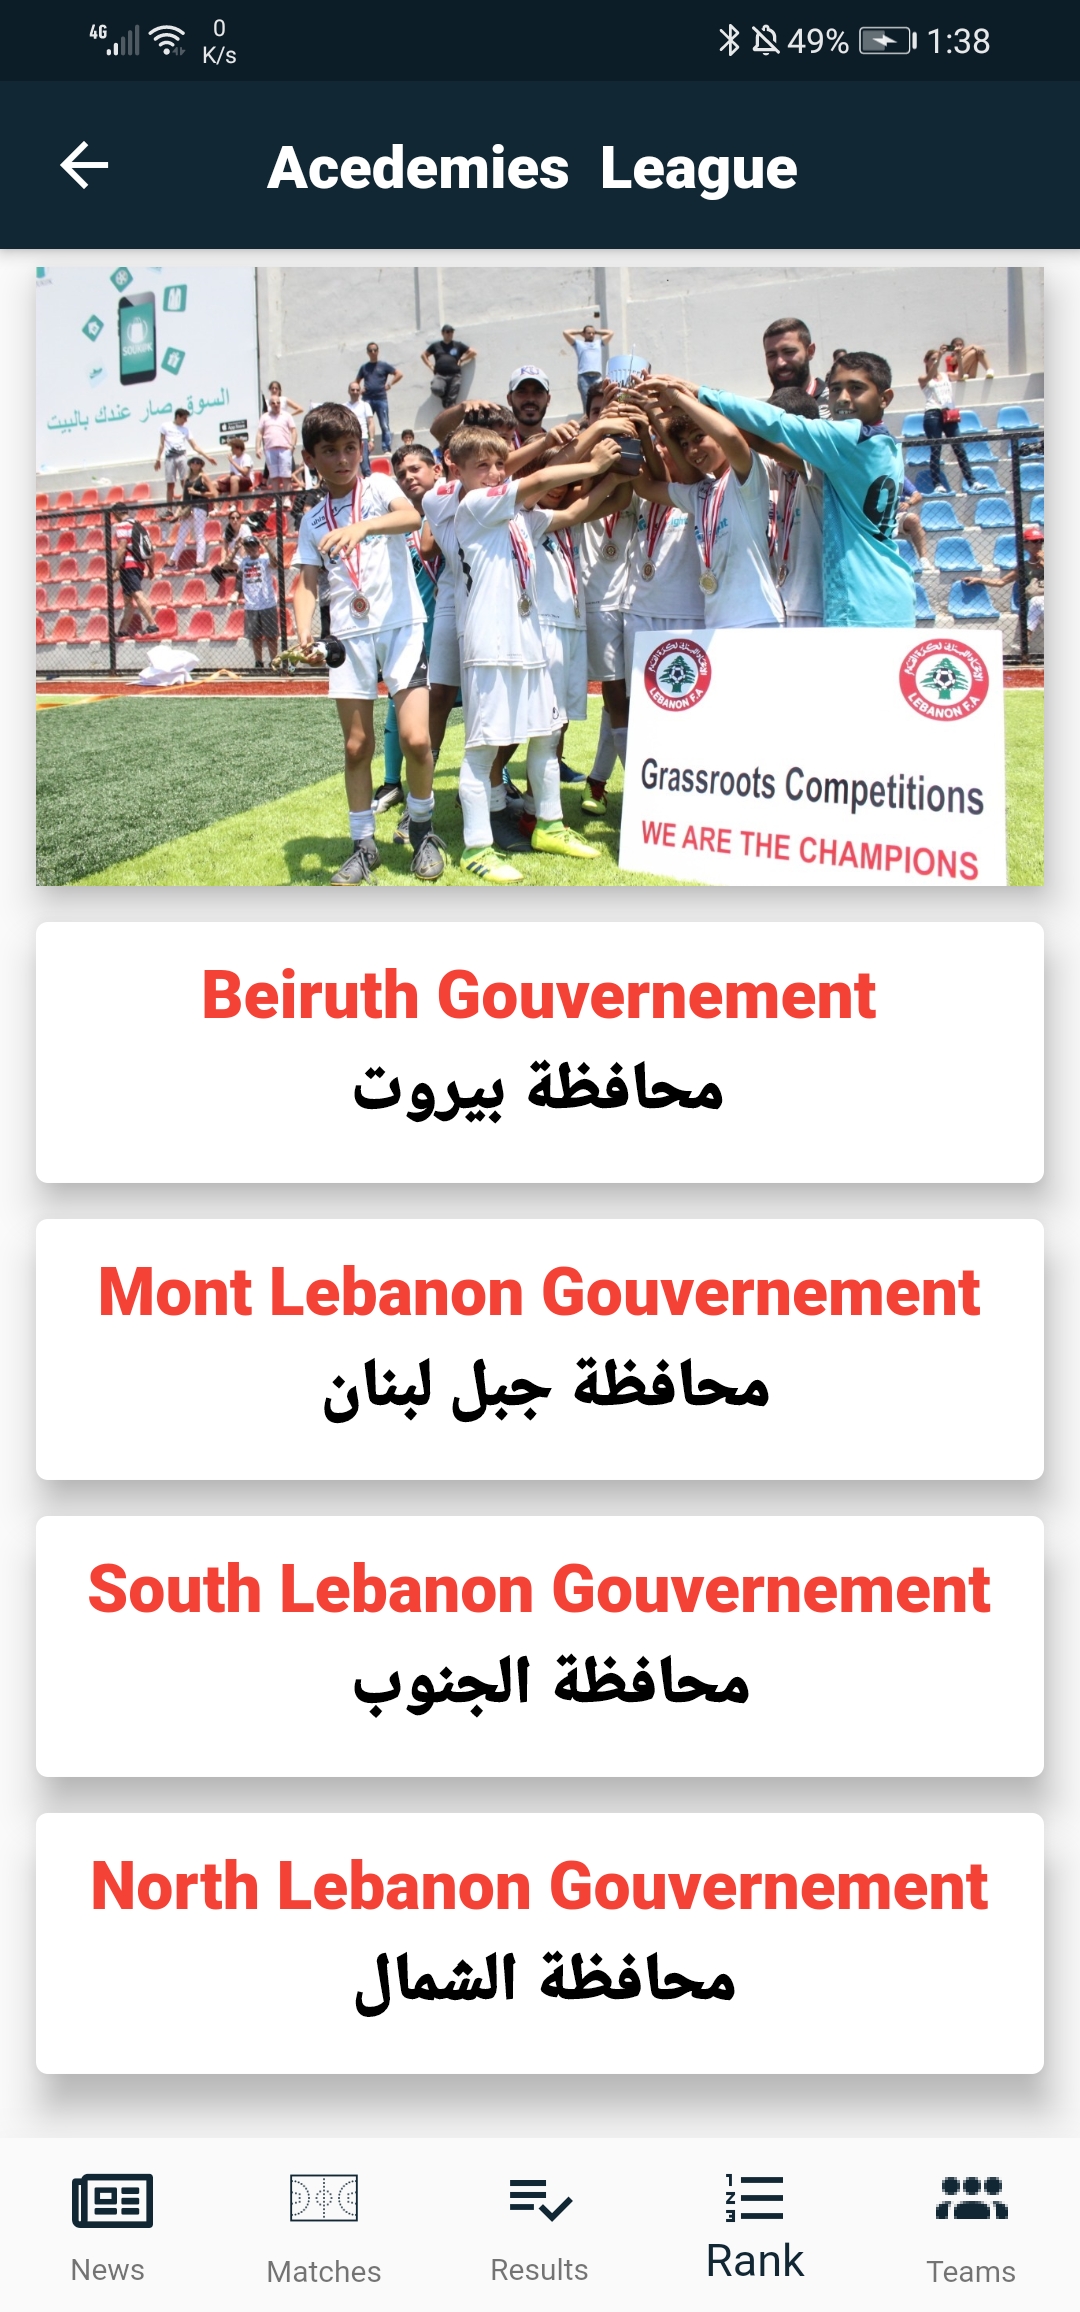 4G
0
K/s
49%
1:38
Acedemies League
السوق صار عندك بالبيت
LEBANON F.A
LEBANON F.A
Grassroots Competitions
WE ARE THE CHAMPIONS
Beiruth Gouvernement
محافظة بيروت
Mont Lebanon Gouvernement
محافظة جبل لبنان
South Lebanon Gouvernement
محافظة الجنوب
North Lebanon Gouvernement
محافظة الشمال
News
Matches
Results
Rank
Teams